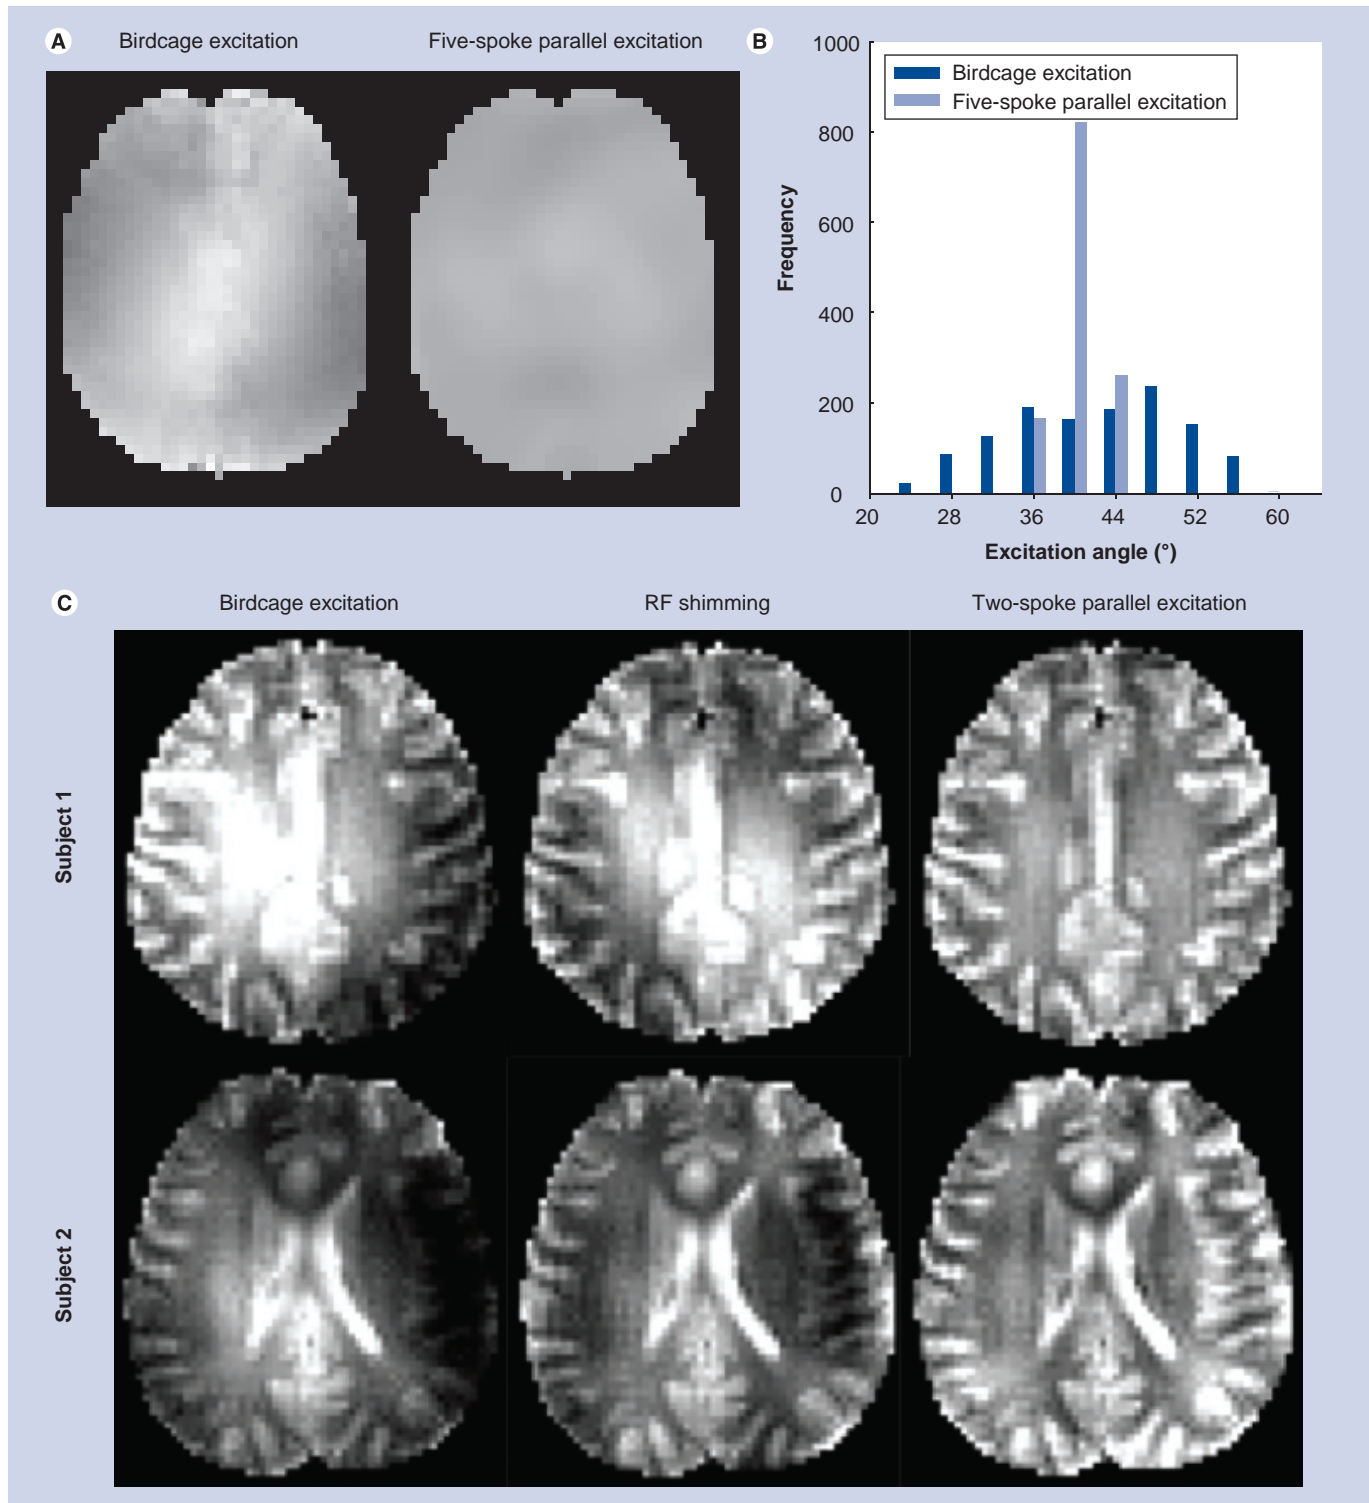 A
Birdcage excitation
Five-spoke parallel excitation
B
1000
800
600
400
200
0
Frequency
Birdcage excitation
Five-spoke parallel excitation
20 28 36 44 52 60
Excitation angle (°)
C
Birdcage excitation
RF shimming
Two-spoke parallel excitation
Subject 1
Subject 2